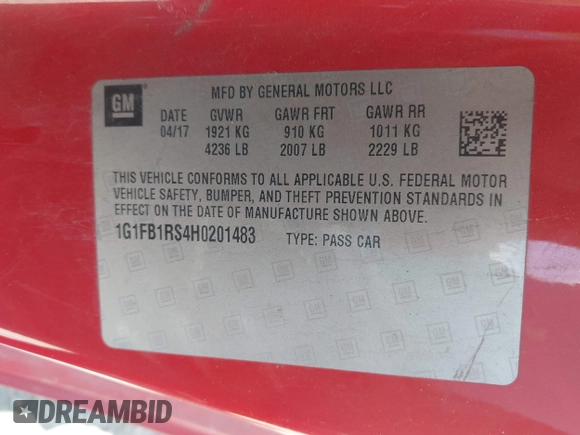 GM
MFD BY GENERAL MOTORS LLC
DATE GVWR GAWR FRT GAWR RR
04/17 1921 KG 910 KG 1011 KG
4236 LB 2007 LB 2229 LB
THIS VEHICLE CONFORMS TO ALL APPLICABLE U.S. FEDERAL MOTOR
VEHICLE SAFETY, BUMPER, AND THEFT PREVENTION STANDARDS IN
EFFECT ON THE DATE OF MANUFACTURE SHOWN ABOVE.
1G1FB1RS4H0201483 TYPE: PASS CAR
DREAMBID